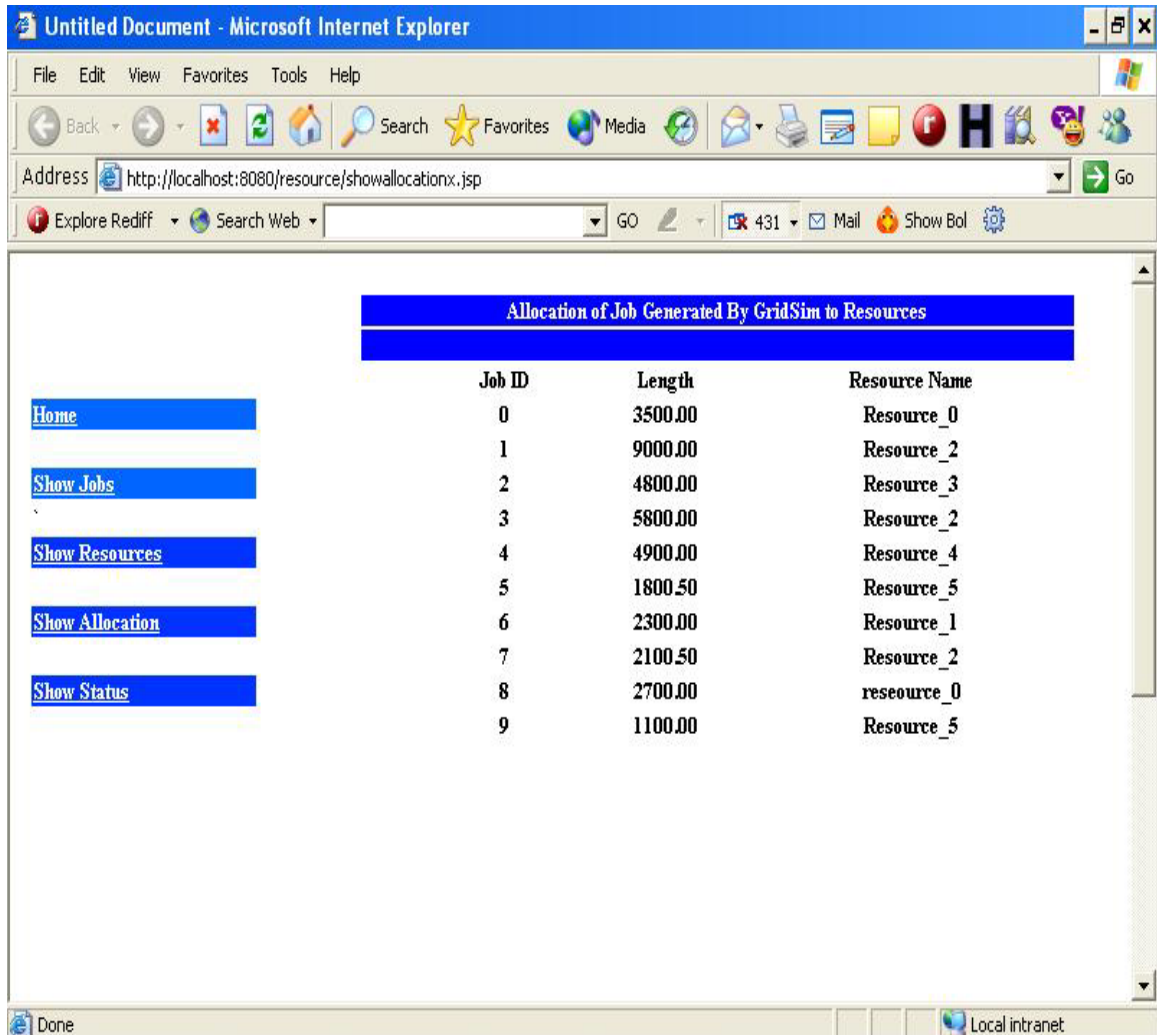 Untitled Document - Microsoft Internet Explorer
File Edit View Favorites Tools Help
Back Search Favorites Media
Address http://localhost:8080/resource/showallocationx.jsp Go
Explore Rediff Search Web GO 431 Mail Show Bol
Allocation of Job Generated By GridSim to Resources
Job ID Length Resource Name
Home 0 3500.00 Resource_0
1 9000.00 Resource_2
Show Jobs 2 4800.00 Resource_3
` 3 5800.00 Resource_2
Show Resources 4 4900.00 Resource_4
5 1800.50 Resource_5
Show Allocation 6 2300.00 Resource_1
7 2100.50 Resource_2
Show Status 8 2700.00 reseource_0
9 1100.00 Resource_5
Done Local intranet